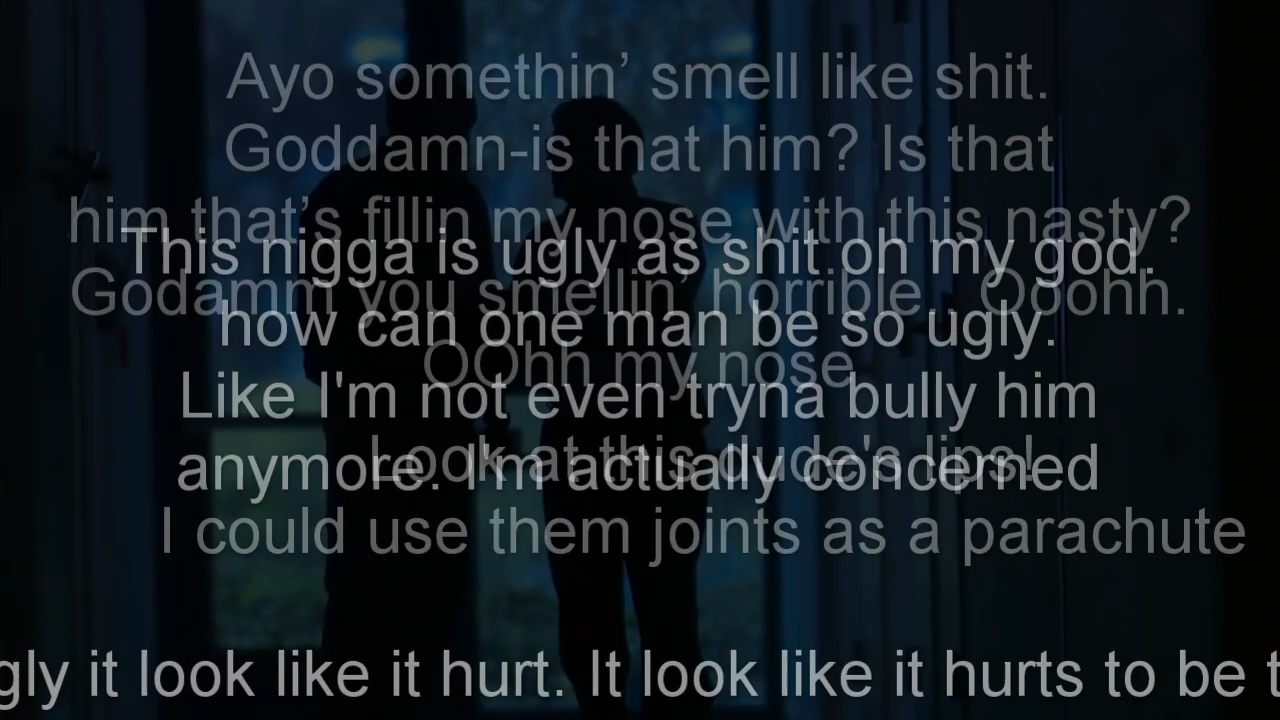 Ayo somethin’ smell like shit.
Goddamn-is that him? Is that
him that’s fillin my nose with this nasty?
Godamm you smellin’ horrible. Ooohh.
OOhh my nose
This nigga is ugly as shit oh my god.
how can one man be so ugly.
Like I'm not even tryna bully him
anymore. I'm actually concerned
Look at this dude's lips!
I could use them joints as a parachute
gly it look like it hurt. It look like it hurts to be t